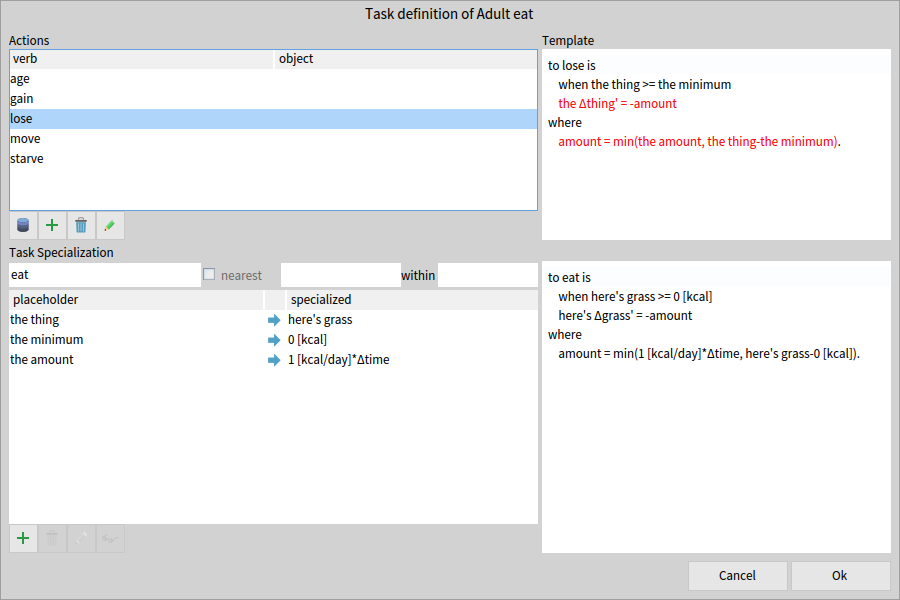 Task definition of Adult eat
Actions
verb object
age
gain
lose
move
starve
Template
to lose is
when the thing >= the minimum
the Δthing' = -amount
where
amount = min(the amount, the thing-the minimum).
Task Specialization
eat nearest within
placeholder specialized
the thing here's grass
the minimum 0 [kcal]
the amount 1 [kcal/day]*Δtime
to eat is
when here's grass >= 0 [kcal]
here's Δgrass' = -amount
where
amount = min(1 [kcal/day]*Δtime, here's grass-0 [kcal]).
Cancel Ok